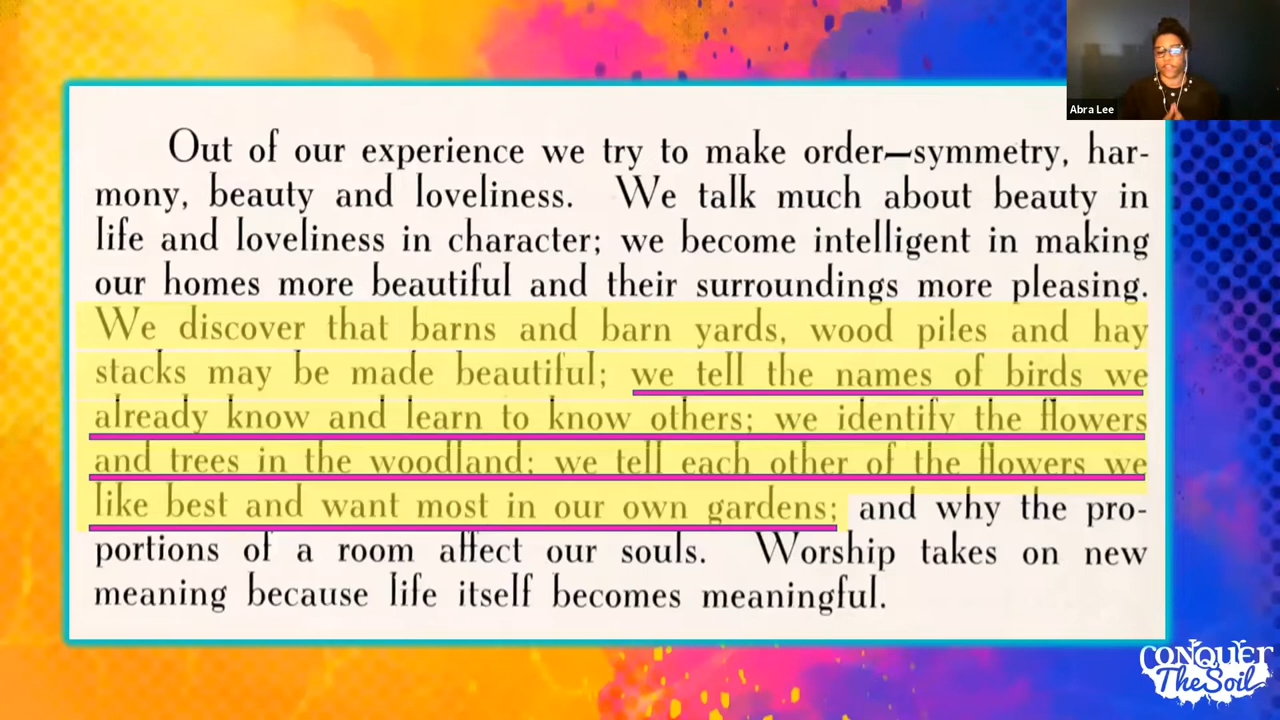 Abra Lee
Out of our experience we try to make order—symmetry, har-
mony, beauty and loveliness. We talk much about beauty in
life and loveliness in character; we become intelligent in making
our homes more beautiful and their surroundings more pleasing.
We discover that barns and barn yards, wood piles and hay
stacks may be made beautiful; we tell the names of birds we
already know and learn to know others; we identify the flowers
and trees in the woodland; we tell each other of the flowers we
like best and want most in our own gardens; and why the pro-
portions of a room affect our souls. Worship takes on new
meaning because life itself becomes meaningful.
CONQUER
The Soil